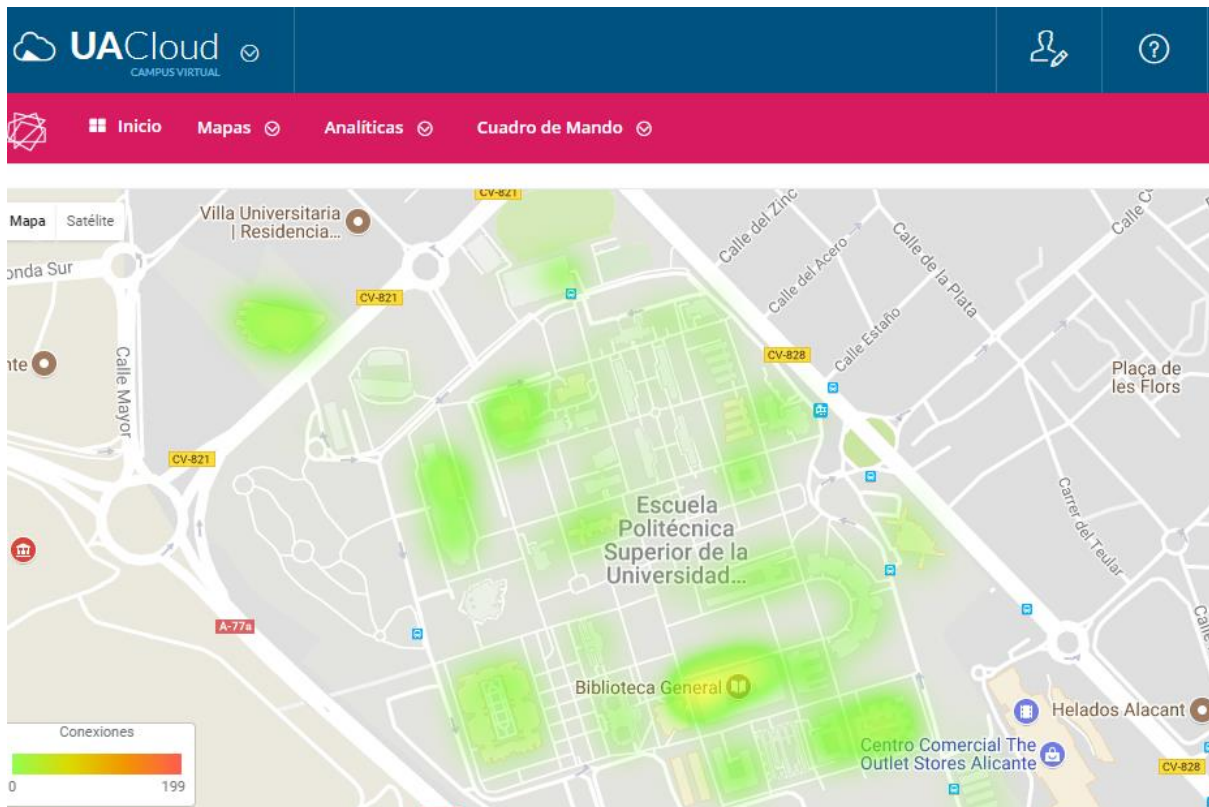 UACloud
CAMPUS VIRTUAL
Inicio
Mapas
Analíticas
Cuadro de Mando
Mapa
Satélite
CV-821
Villa Universitaria
| Residencia...
onda Sur
CV-821
Calle del Zinc
Calle del Acero
Calle de la Plata
Calle Estaño
Calle C
CV-828
nte
Calle Mayor
Plaça de
les Flors
CV-821
Escuela
Politécnica
Superior de la
Universidad...
Carrer del Teular
A-77a
Calle
Biblioteca General
Helados Alacant
Centro Comercial The
Outlet Stores Alicante
CV-828
Conexiones
0
199